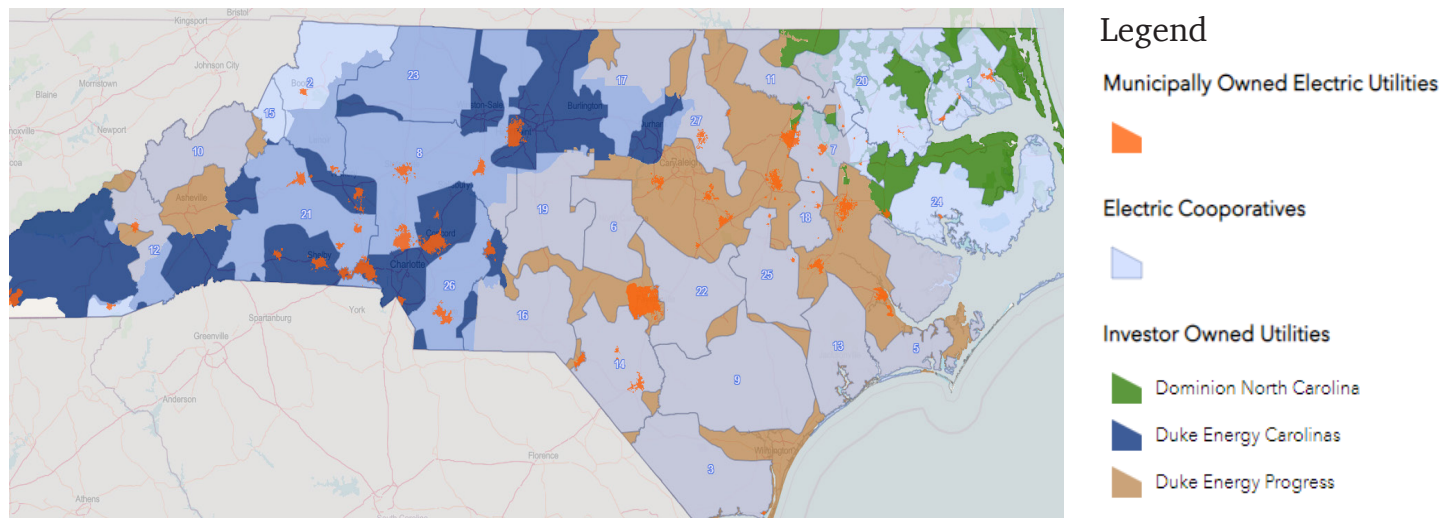 Kingsport
Bristol
Johnson City
Morristown
Blaine
Newport
Greenville
Spartanburg
York
Anderson
Athens
Florence
Asheville
Shelby
Charlotte
Burlington
2
23
15
10
8
21
12
26
17
27
11
20
1
7
24
18
19
6
25
22
16
14
9
13
5
3
Legend
Municipally Owned Electric Utilities
Electric Cooperatives
Investor Owned Utilities
Dominion North Carolina
Duke Energy Carolinas
Duke Energy Progress